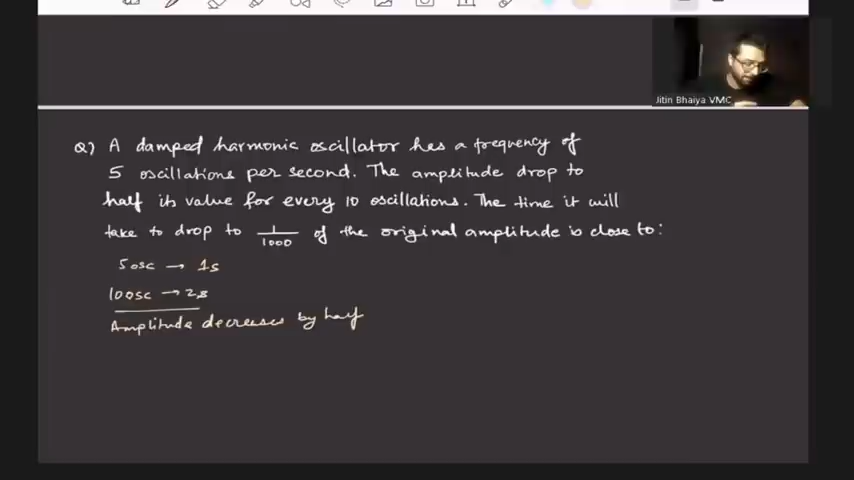 Jitin Bhaiya VMC
Q) A damped harmonic oscillator has a frequency of
5 oscillations per second. The amplitude drop to
half its value for every 10 oscillations. The time it will
take to drop to 1/1000 of the original amplitude is close to:
5 osc → 1s
10 osc → 2s
Amplitude decreases by half